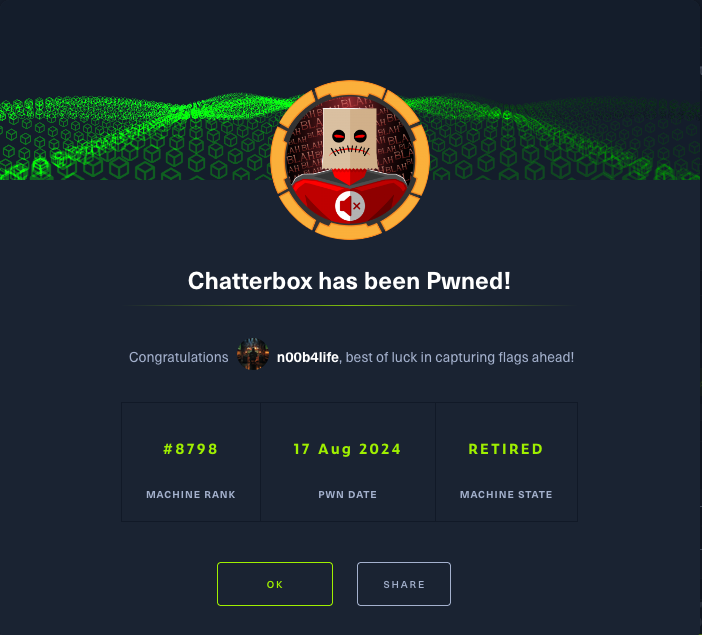 Chatterbox has been Pwned!
Congratulations n00b4life, best of luck in capturing flags ahead!
#8798 17 Aug 2024 RETIRED
MACHINE RANK PWN DATE MACHINE STATE
OK SHARE